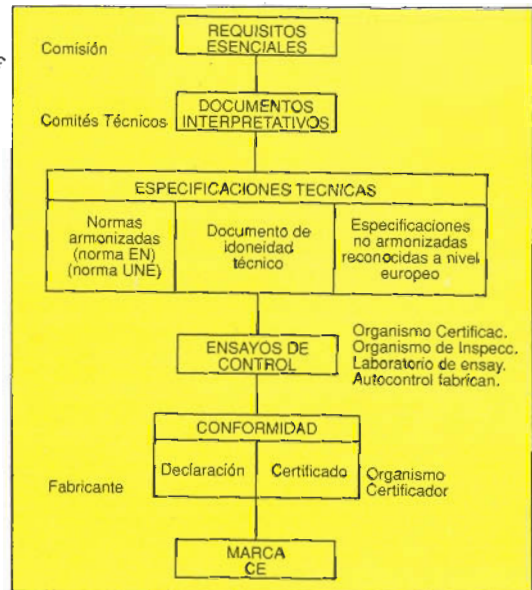 REQUISITOS
ESENCIALES
Comisión
Comités Técnicos
DOCUMENTOS
INTERPRETATIVOS
ESPECIFICACIONES TECNICAS
Normas
armonizadas
(norma EN)
(norma UNE)
Documento de
idoneidad
técnico
Especificaciones
no armonizadas
reconocidas a nivel
europeo
ENSAYOS DE
CONTROL
Organismo Certificac.
Organismo de Inspecc.
Laboratorio de ensay.
Autocontrol fabrican.
CONFORMIDAD
Declaración
Certificado
Fabricante
Organismo
Certificador
MARCA
CE